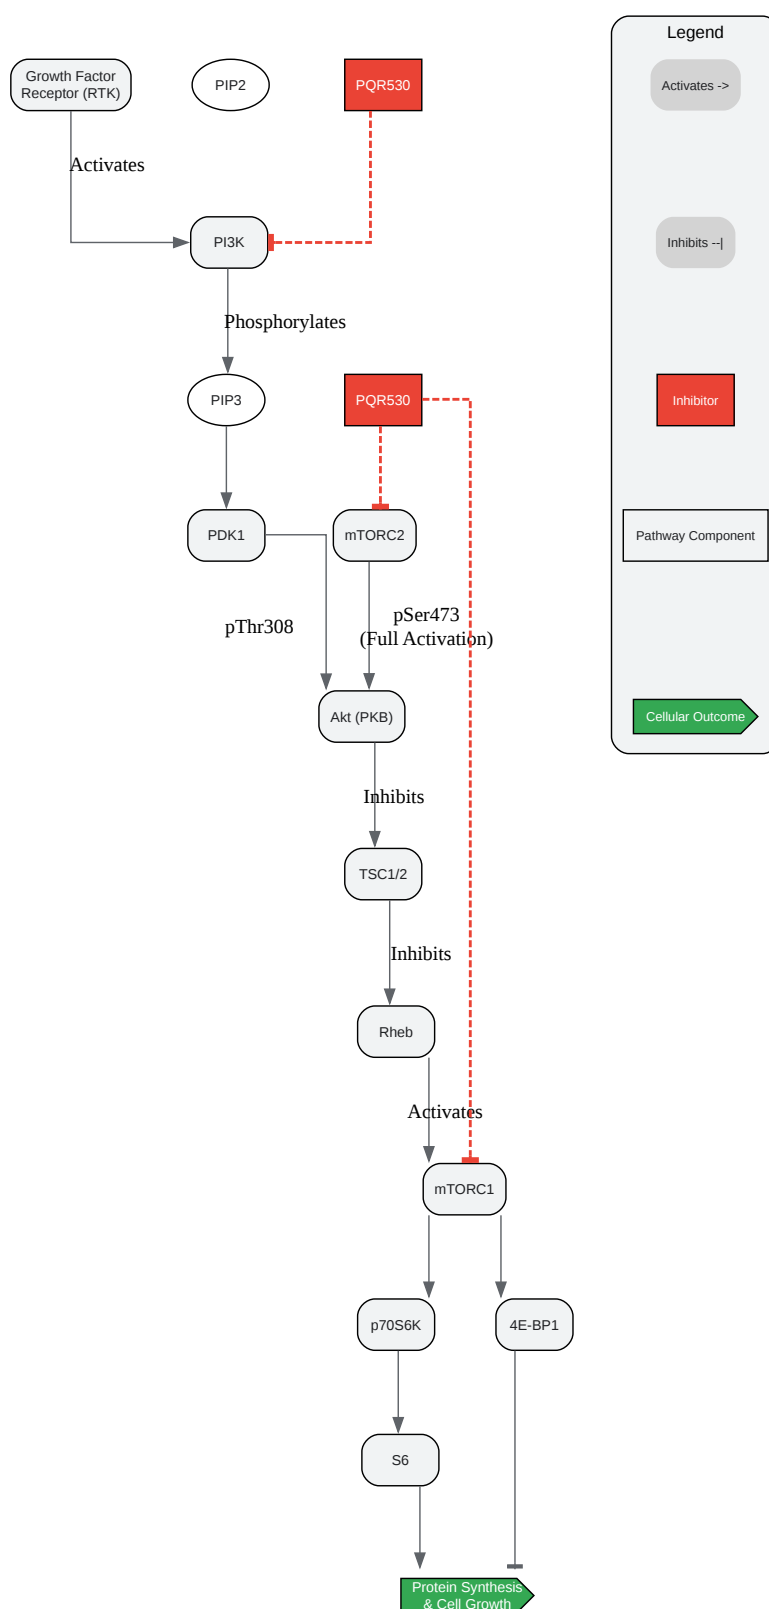 Legend
Growth Factor
Receptor (RTK)
PIP2
PQR530
Activates ->
Activates
PI3K
Inhibits --|
Phosphorylates
PIP3
PQR530
Inhibitor
PDK1
mTORC2
Pathway Component
pThr308
pSer473
(Full Activation)
Akt (PKB)
Cellular Outcome
Inhibits
TSC1/2
Inhibits
Rheb
Activates
mTORC1
p70S6K
4E-BP1
S6
Protein Synthesis
& Cell Growth